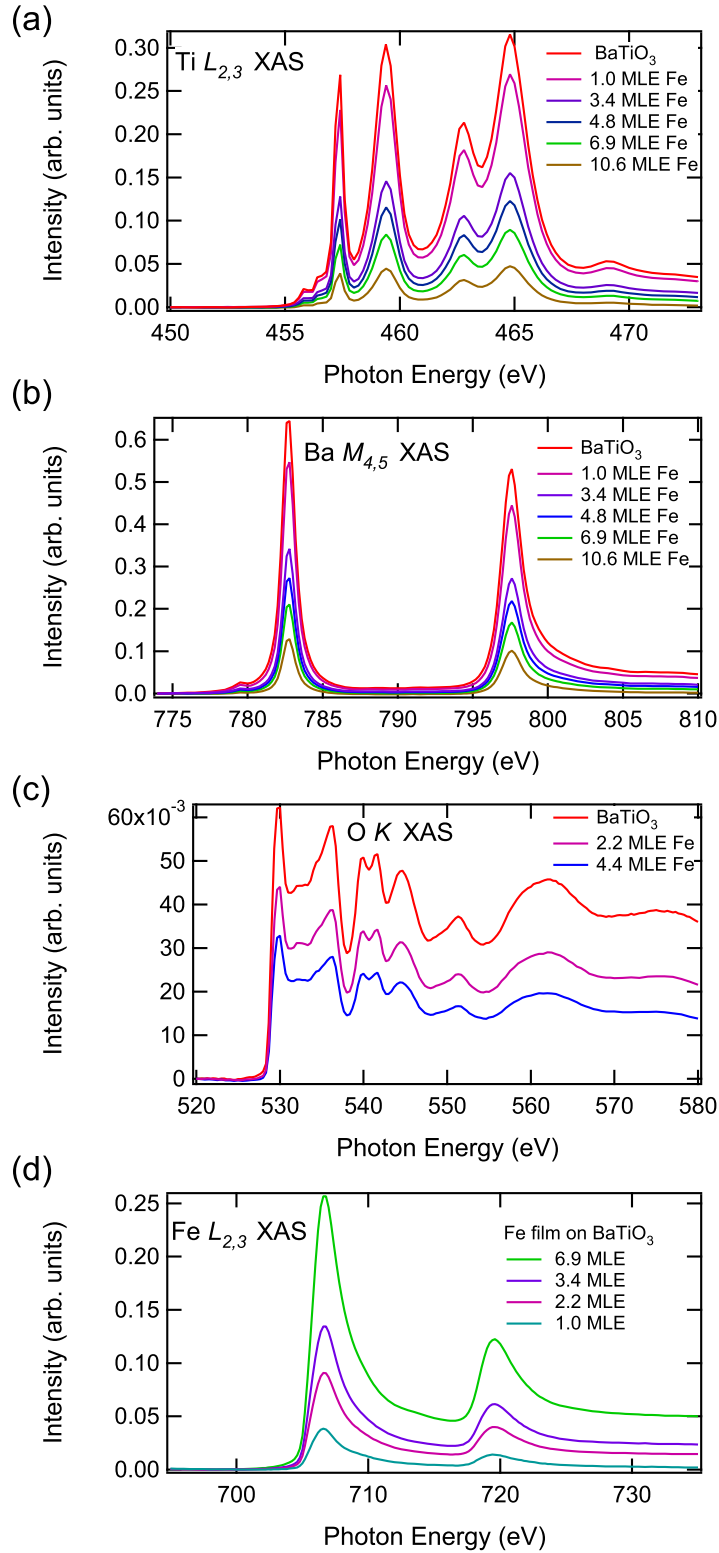 (a)
Ti L2,3 XAS
Intensity (arb. units)
0.30
0.25
0.20
0.15
0.10
0.05
0.00
BaTiO3
1.0 MLE Fe
3.4 MLE Fe
4.8 MLE Fe
6.9 MLE Fe
10.6 MLE Fe
450 455 460 465 470
Photon Energy (eV)
(b)
Ba M4,5 XAS
Intensity (arb. units)
0.6
0.5
0.4
0.3
0.2
0.1
0.0
BaTiO3
1.0 MLE Fe
3.4 MLE Fe
4.8 MLE Fe
6.9 MLE Fe
10.6 MLE Fe
775 780 785 790 795 800 805 810
Photon Energy (eV)
(c)
O K XAS
Intensity (arb. units)
60x10-3
50
40
30
20
10
0
BaTiO3
2.2 MLE Fe
4.4 MLE Fe
520 530 540 550 560 570 580
Photon Energy (eV)
(d)
Fe L2,3 XAS
Intensity (arb. units)
0.25
0.20
0.15
0.10
0.05
0.00
Fe film on BaTiO3
6.9 MLE
3.4 MLE
2.2 MLE
1.0 MLE
700 710 720 730
Photon Energy (eV)